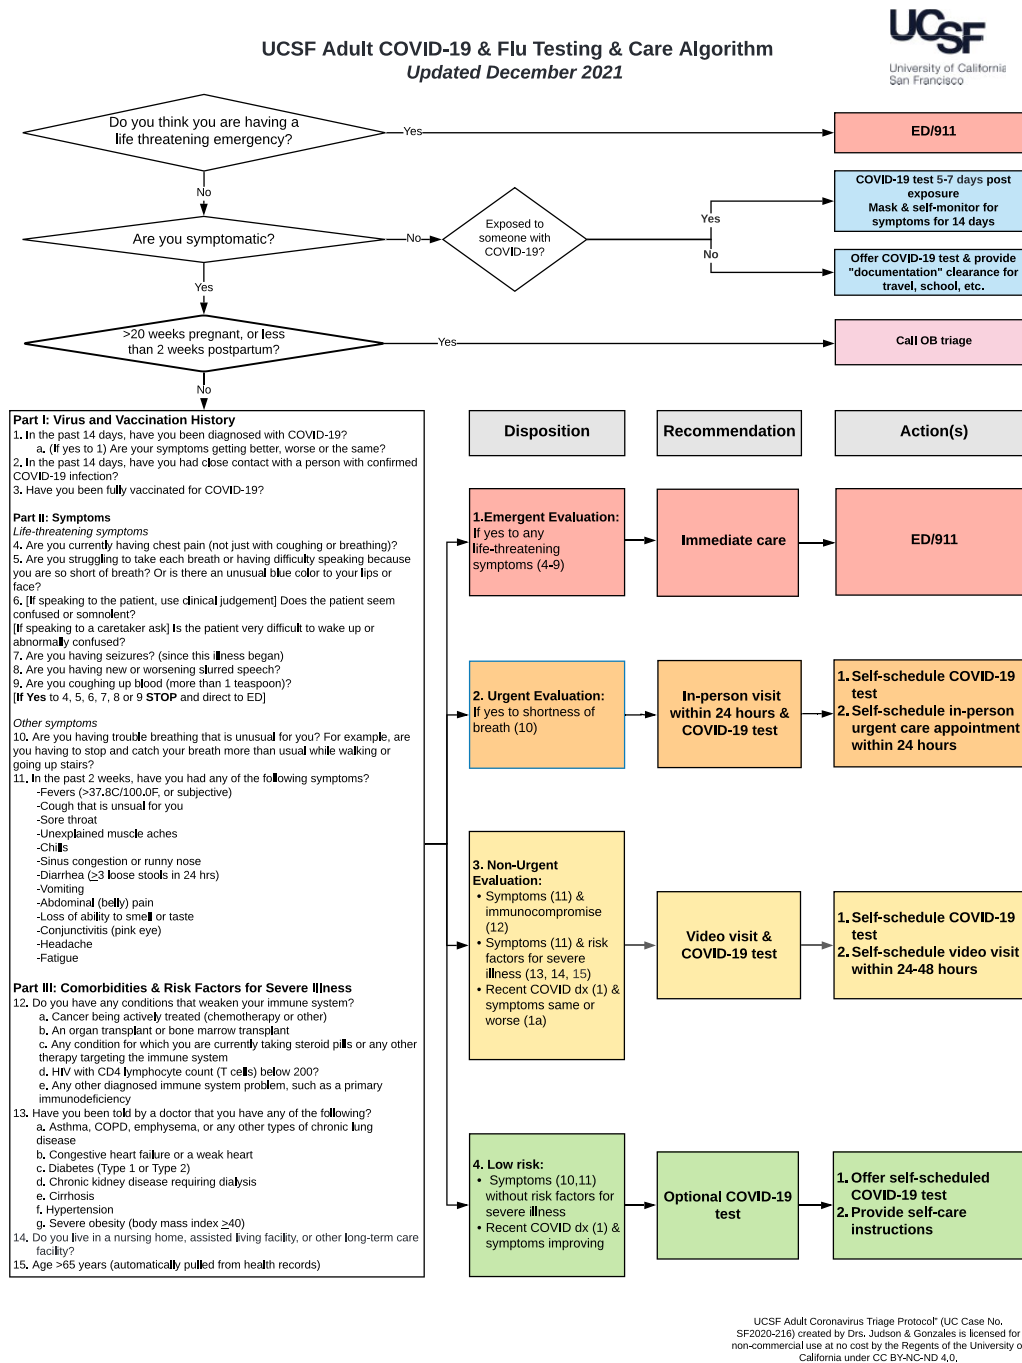 UCSF
University of California
San Francisco
UCSF Adult COVID-19 & Flu Testing & Care Algorithm
Updated December 2021
Do you think you are having a
life threatening emergency?
Yes
ED/911
No
COVID-19 test 5-7 days post
exposure
Mask & self-monitor for
symptoms for 14 days
Are you symptomatic?
No
Exposed to
someone with
COVID-19?
Yes
No
Offer COVID-19 test & provide
"documentation" clearance for
travel, school, etc.
Yes
>20 weeks pregnant, or less
than 2 weeks postpartum?
Yes
Call OB triage
No
Part I: Virus and Vaccination History
1. In the past 14 days, have you been diagnosed with COVID-19?
a. (If yes to 1) Are your symptoms getting better, worse or the same?
2. In the past 14 days, have you had close contact with a person with confirmed
COVID-19 infection?
3. Have you been fully vaccinated for COVID-19?
Part II: Symptoms
Life-threatening symptoms
4. Are you currently having chest pain (not just with coughing or breathing)?
5. Are you struggling to take each breath or having difficulty speaking because
you are so short of breath? Or is there an unusual blue color to your lips or
face?
6. [If speaking to the patient, use clinical judgement] Does the patient seem
confused or somnolent?
[If speaking to a caretaker ask] Is the patient very difficult to wake up or
abnormally confused?
7. Are you having seizures? (since this illness began)
8. Are you having new or worsening slurred speech?
9. Are you coughing up blood (more than 1 teaspoon)?
[If Yes to 4, 5, 6, 7, 8 or 9 STOP and direct to ED]
Other symptoms
10. Are you having trouble breathing that is unusual for you? For example, are
you having to stop and catch your breath more than usual while walking or
going up stairs?
11. In the past 2 weeks, have you had any of the following symptoms?
-Fevers (>37.8C/100.0F, or subjective)
-Cough that is unsual for you
-Sore throat
-Unexplained muscle aches
-Chills
-Sinus congestion or runny nose
-Diarrhea (≥3 loose stools in 24 hrs)
-Vomiting
-Abdominal (belly) pain
-Loss of ability to smell or taste
-Conjunctivitis (pink eye)
-Headache
-Fatigue
Part III: Comorbidities & Risk Factors for Severe Illness
12. Do you have any conditions that weaken your immune system?
a. Cancer being actively treated (chemotherapy or other)
b. An organ transplant or bone marrow transplant
c. Any condition for which you are currently taking steroid pills or any other
therapy targeting the immune system
d. HIV with CD4 lymphocyte count (T cells) below 200?
e. Any other diagnosed immune system problem, such as a primary
immunodeficiency
13. Have you been told by a doctor that you have any of the following?
a. Asthma, COPD, emphysema, or any other types of chronic lung
disease
b. Congestive heart failure or a weak heart
c. Diabetes (Type 1 or Type 2)
d. Chronic kidney disease requiring dialysis
e. Cirrhosis
f. Hypertension
g. Severe obesity (body mass index ≥40)
14. Do you live in a nursing home, assisted living facility, or other long-term care
facility?
15. Age >65 years (automatically pulled from health records)
Disposition
Recommendation
Action(s)
1.Emergent Evaluation:
If yes to any
life-threatening
symptoms (4-9)
Immediate care
ED/911
2. Urgent Evaluation:
If yes to shortness of
breath (10)
In-person visit
within 24 hours &
COVID-19 test
1. Self-schedule COVID-19
test
2. Self-schedule in-person
urgent care appointment
within 24 hours
3. Non-Urgent
Evaluation:
• Symptoms (11) &
immunocompromise
(12)
• Symptoms (11) & risk
factors for severe
illness (13, 14, 15)
• Recent COVID dx (1) &
symptoms same or
worse (1a)
Video visit &
COVID-19 test
1. Self-schedule COVID-19
test
2. Self-schedule video visit
within 24-48 hours
4. Low risk:
• Symptoms (10,11)
without risk factors for
severe illness
• Recent COVID dx (1) &
symptoms improving
Optional COVID-19
test
1. Offer self-scheduled
COVID-19 test
2. Provide self-care
instructions
UCSF Adult Coronavirus Triage Protocol" (UC Case No.
SF2020-216) created by Drs. Judson & Gonzales is licensed for
non-commercial use at no cost by the Regents of the University o
California under CC BY-NC-ND 4.0,